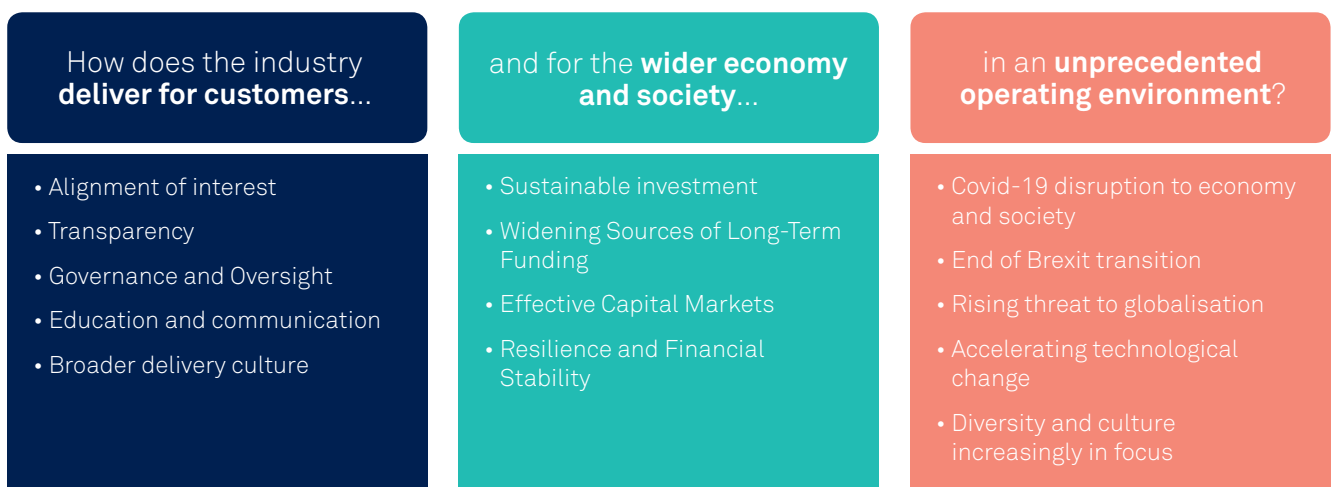 How does the industry
deliver for customers...
• Alignment of interest
• Transparency
• Governance and Oversight
• Education and communication
• Broader delivery culture
and for the wider economy
and society...
• Sustainable investment
• Widening Sources of Long-Term
Funding
• Effective Capital Markets
• Resilience and Financial
Stability
in an unprecedented
operating environment?
• Covid-19 disruption to economy
and society
• End of Brexit transition
• Rising threat to globalisation
• Accelerating technological
change
• Diversity and culture
increasingly in focus